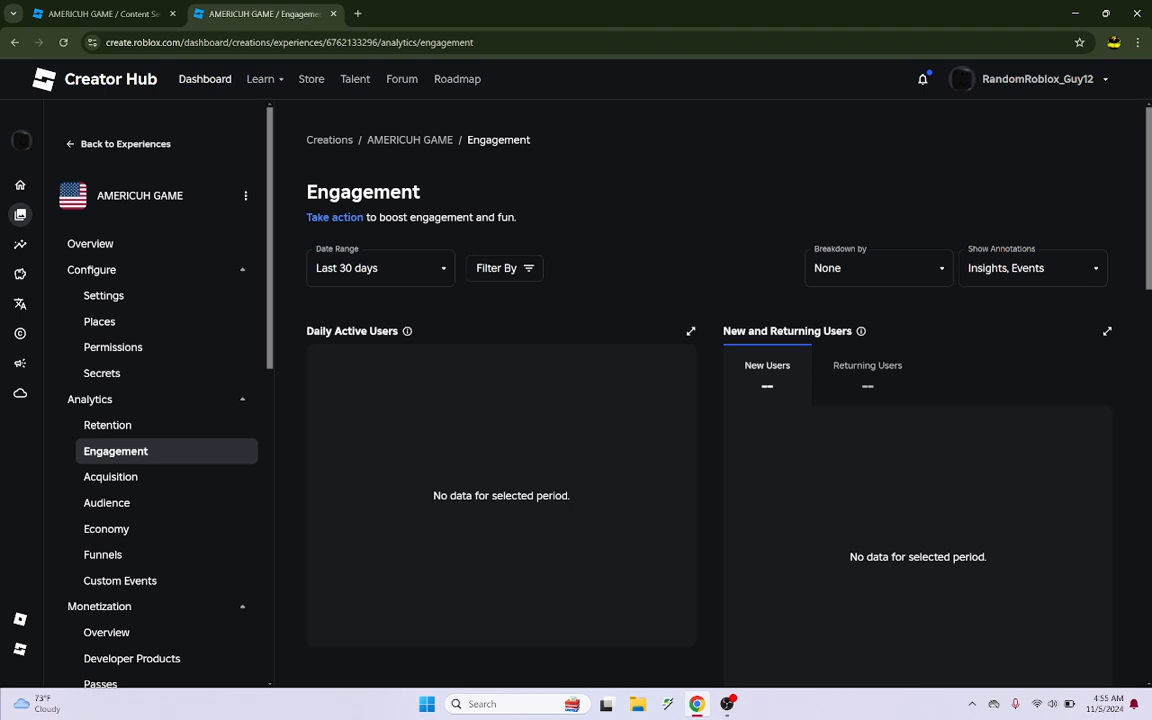 AMERICUH GAME / Content Se
AMERICUH GAME / Engageme
create.roblox.com/dashboard/creations/experiences/6762133296/analytics/engagement
Creator Hub
Dashboard
Learn
Store
Talent
Forum
Roadmap
RandomRoblox_Guy12
Back to Experiences
AMERICUH GAME
Overview
Configure
Settings
Places
Permissions
Secrets
Analytics
Retention
Engagement
Acquisition
Audience
Economy
Funnels
Custom Events
Monetization
Overview
Developer Products
Passes
Creations / AMERICUH GAME / Engagement
Engagement
Take action to boost engagement and fun.
Date Range
Last 30 days
Filter By
Breakdown by
None
Show Annotations
Insights, Events
Daily Active Users
No data for selected period.
New and Returning Users
New Users
--
Returning Users
--
No data for selected period.
73°F
Cloudy
Search
4:55 AM
11/5/2024